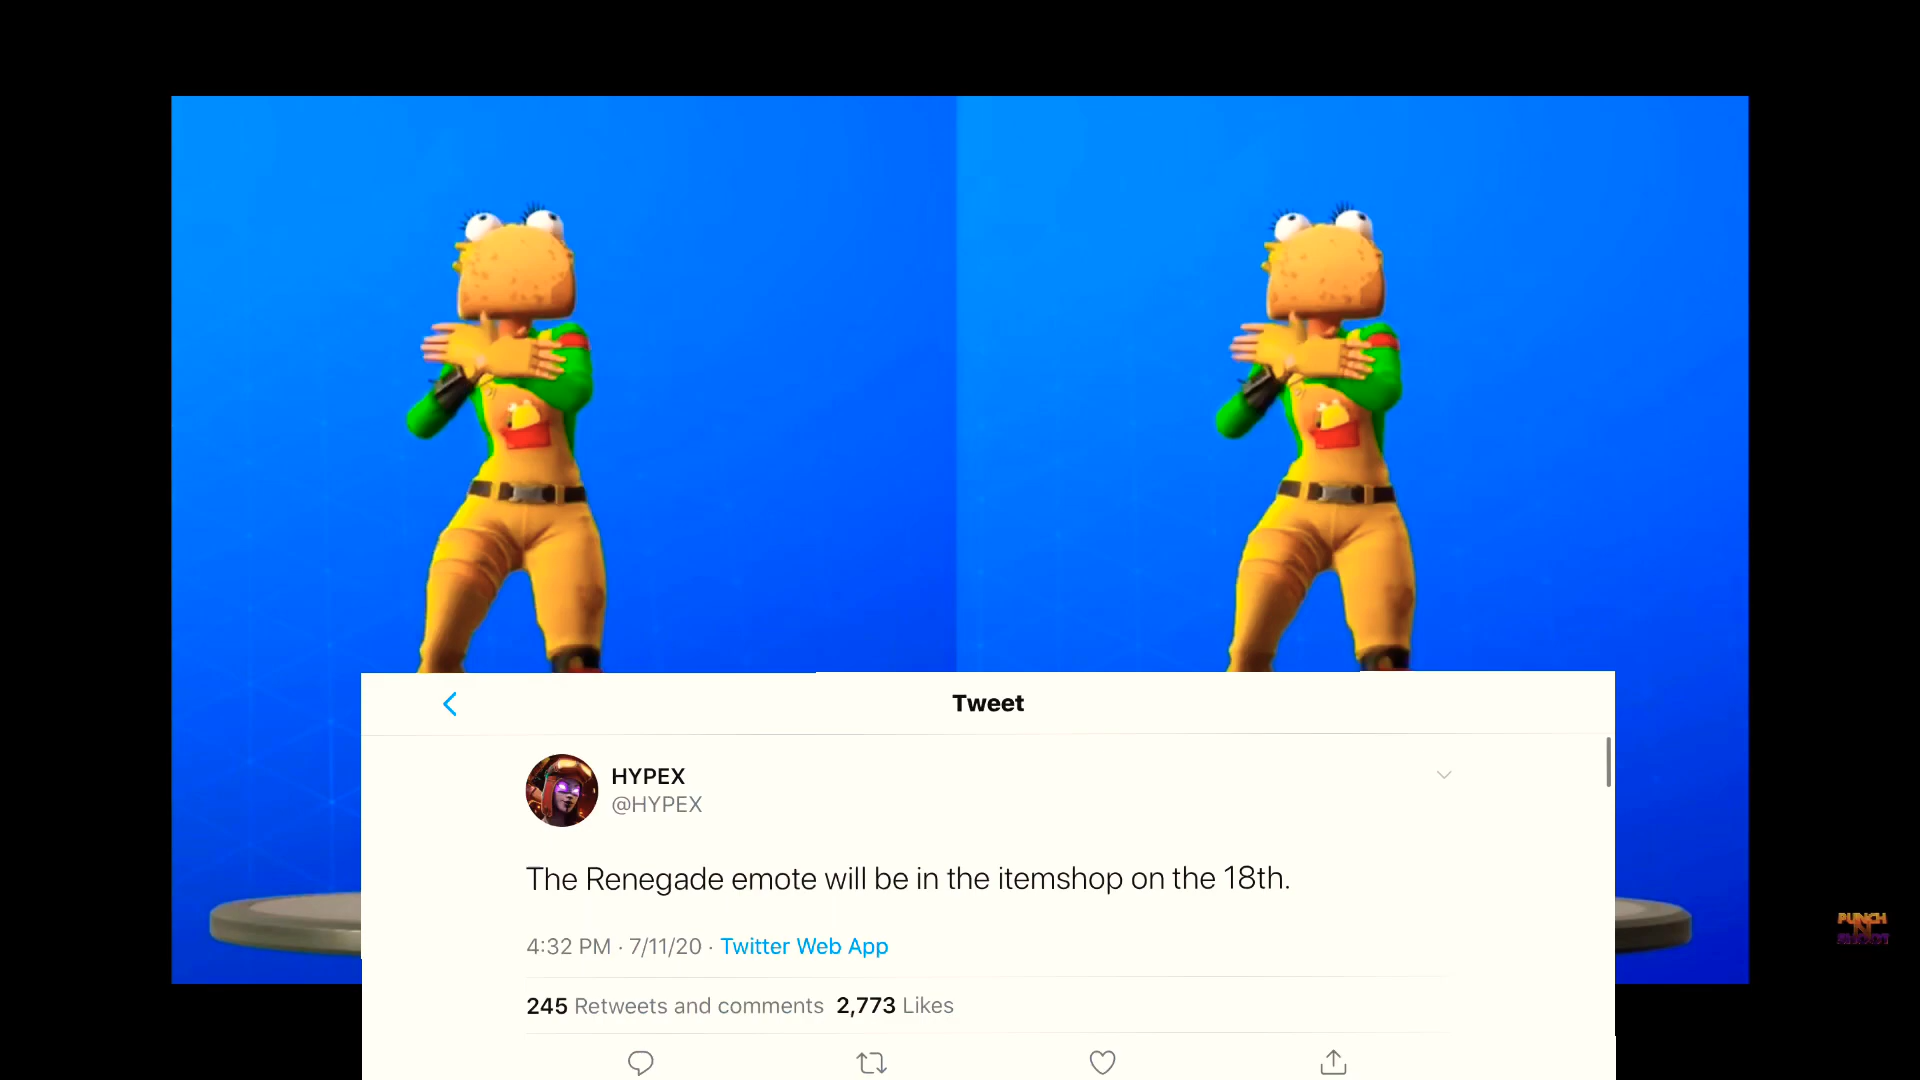 Tweet
HYPEX
@HYPEX
The Renegade emote will be in the itemshop on the 18th.
4:32 PM · 7/11/20 · Twitter Web App
245 Retweets and comments 2,773 Likes
PUNCH
N